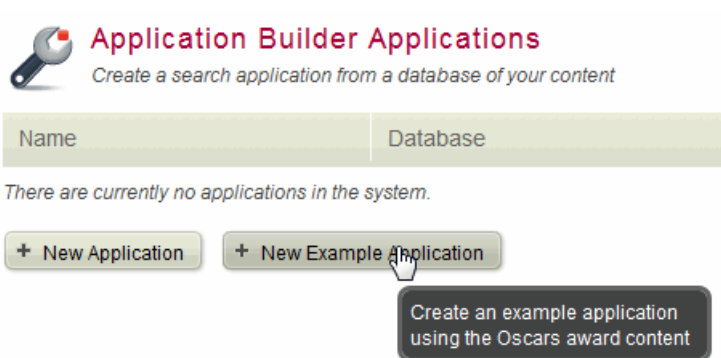 Application Builder Applications
Create a search application from a database of your content
Name Database
There are currently no applications in the system.
+ New Application + New Example Application
Create an example application
using the Oscars award content